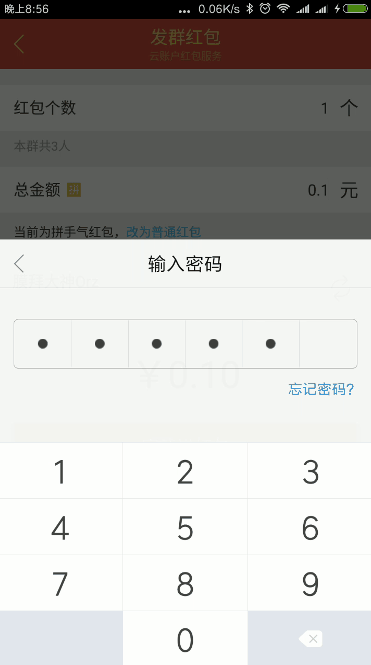 晚上8:56 ... 0.06K/s
发群红包
云账户红包服务
红包个数 1 个
本群共3人
总金额 拼 0.1 元
当前为拼手气红包，改为普通红包
输入密码
￥0.10
忘记密码?
1 2 3
4 5 6
7 8 9
0